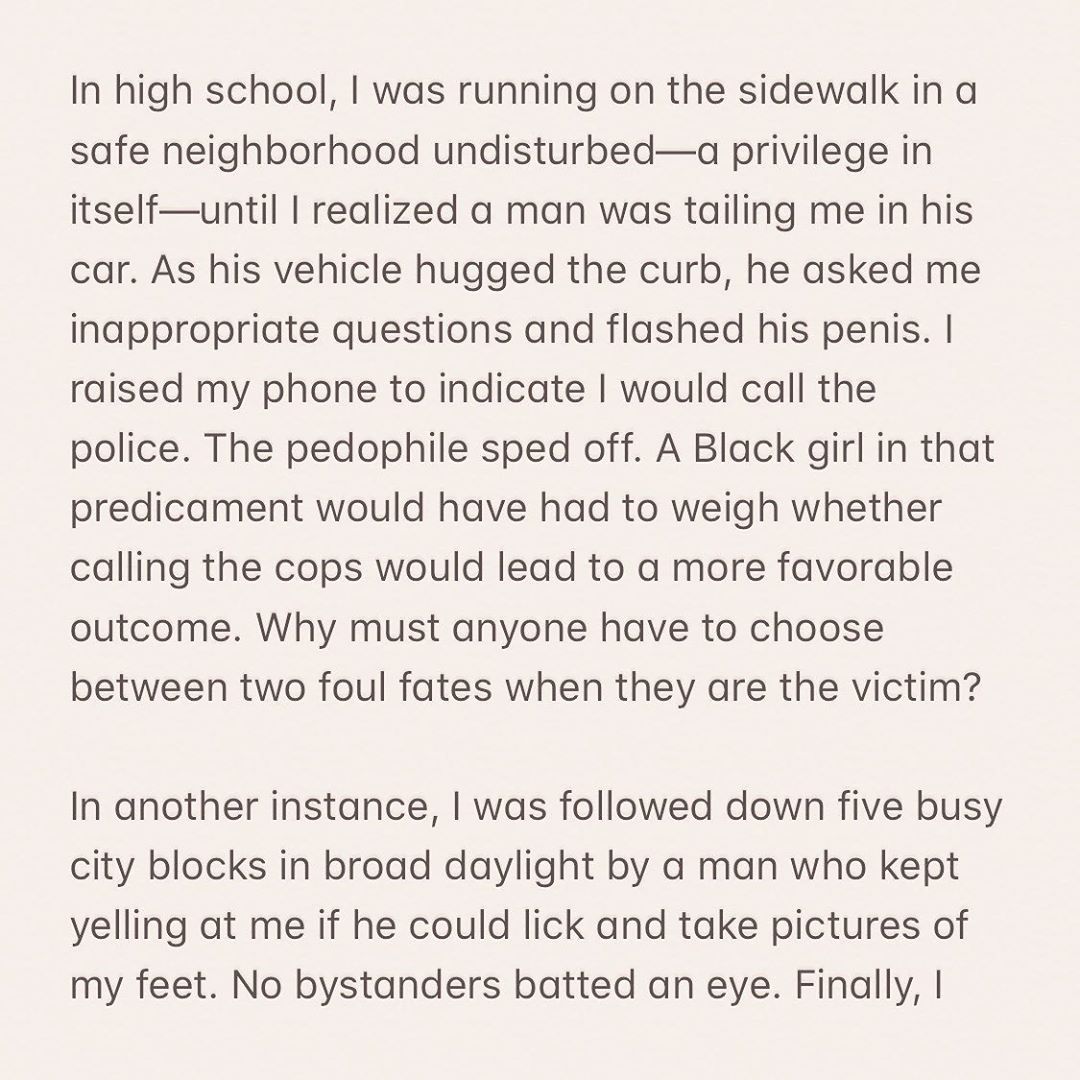 In high school, I was running on the sidewalk in a
safe neighborhood undisturbed—a privilege in
itself—until I realized a man was tailing me in his
car. As his vehicle hugged the curb, he asked me
inappropriate questions and flashed his penis. I
raised my phone to indicate I would call the
police. The pedophile sped off. A Black girl in that
predicament would have had to weigh whether
calling the cops would lead to a more favorable
outcome. Why must anyone have to choose
between two foul fates when they are the victim?

In another instance, I was followed down five busy
city blocks in broad daylight by a man who kept
yelling at me if he could lick and take pictures of
my feet. No bystanders batted an eye. Finally, I